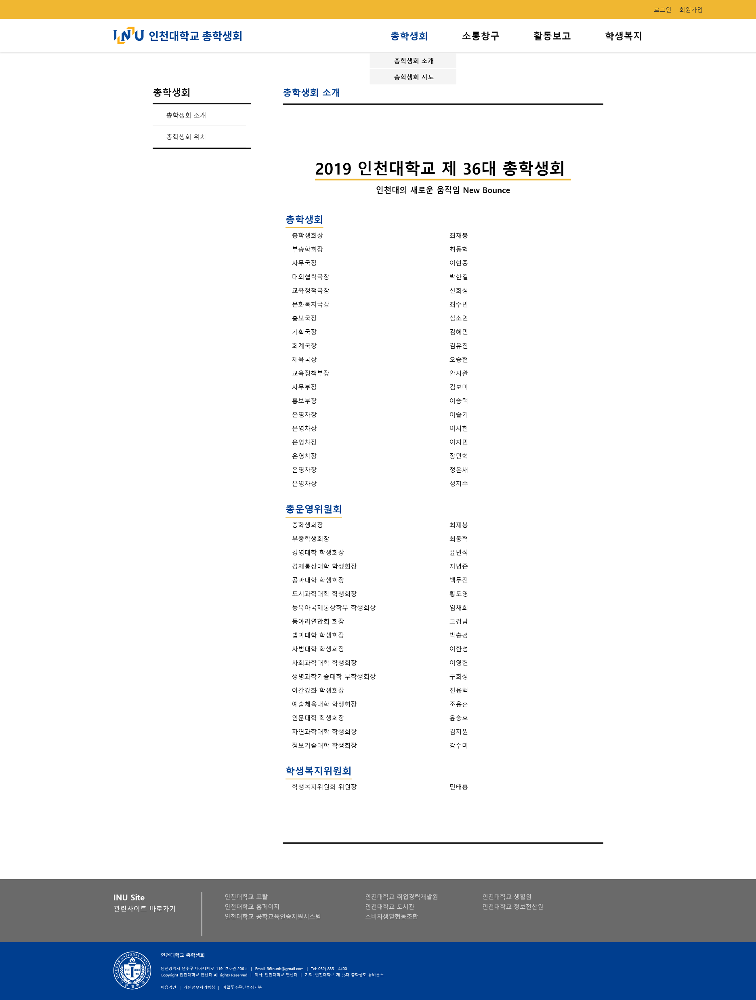 로그인 회원가입
INU 인천대학교 총학생회
총학생회 소통창구 활동보고 학생복지
총학생회 소개
총학생회 지도
총학생회
총학생회 소개
총학생회 위치
총학생회 소개
2019 인천대학교 제 36대 총학생회
인천대의 새로운 움직임 New Bounce
총학생회
총학생회장 최재봉
부총학회장 최동혁
사무국장 이현종
대외협력국장 박한길
교육정책국장 신희성
문화복지국장 최수민
홍보국장 심소연
기획국장 김혜민
회계국장 김유진
체육국장 오승현
교육정책부장 안지완
사무부장 김보미
홍보부장 이승택
운영차장 이슬기
운영차장 이시헌
운영차장 이지민
운영차장 장민혁
운영차장 정은채
운영차장 정지수
총운영위원회
총학생회장 최재봉
부총학생회장 최동혁
경영대학 학생회장 윤민석
경제통상대학 학생회장 지병준
공과대학 학생회장 백두진
도시과학대학 학생회장 황도영
동북아국제통상학부 학생회장 임채희
동아리연합회 회장 고경남
법과대학 학생회장 박충경
사범대학 학생회장 이환성
사회과학대학 학생회장 이영헌
생명과학기술대학 부학생회장 구희성
야간강좌 학생회장 진용택
예술체육대학 학생회장 조용훈
인문대학 학생회장 윤승호
자연과학대학 학생회장 김지원
정보기술대학 학생회장 강수미
학생복지위원회
학생복지위원회 위원장 민태홍
INU Site
관련사이트 바로가기
인천대학교 포탈
인천대학교 홈페이지
인천대학교 공학교육인증지원시스템
인천대학교 취업경력개발원
인천대학교 도서관
소비자생활협동조합
인천대학교 생활원
인천대학교 정보전산원
INCHEON NATIONAL UNIVERSITY
VERI LIBER
TAS TAS
인천대학교
인천대학교 총학생회
인천광역시 연수구 아카데미로 119 17호관 206호 | Email: 36inunb@gmail.com | Tel: 032) 835 - 4400
Copyright 인천대학교 앱센터 All rights Reserved | 제작: 인천대학교 앱센터 | 기획: 인천대학교 제 36대 총학생회 뉴바운스
이용약관 | 개인정보처리방침 | 메일주소무단수집거부